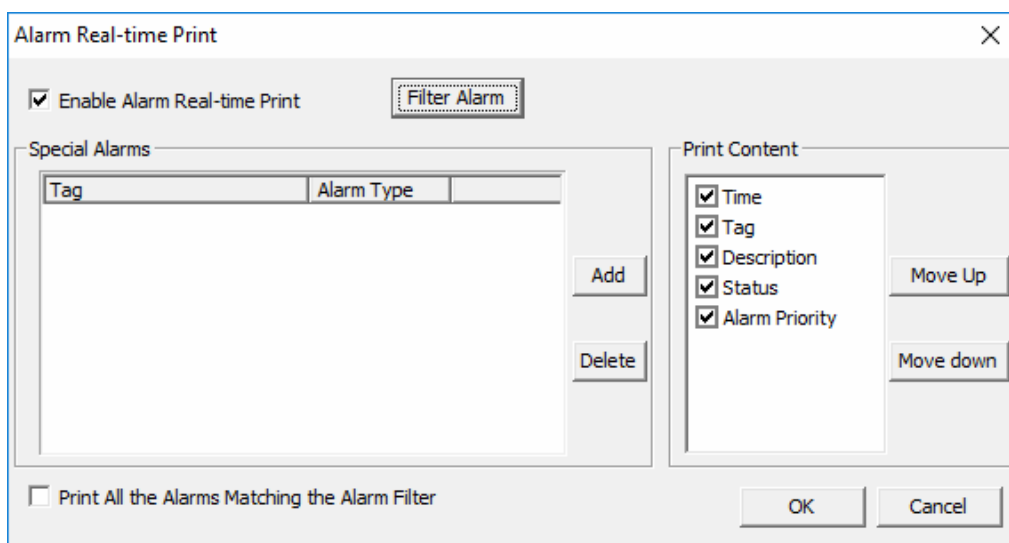 Alarm Real-time Print
Enable Alarm Real-time Print
Filter Alarm
Special Alarms
Tag Alarm Type
Add
Delete
Print Content
Time
Tag
Description
Status
Alarm Priority
Move Up
Move down
Print All the Alarms Matching the Alarm Filter
OK
Cancel